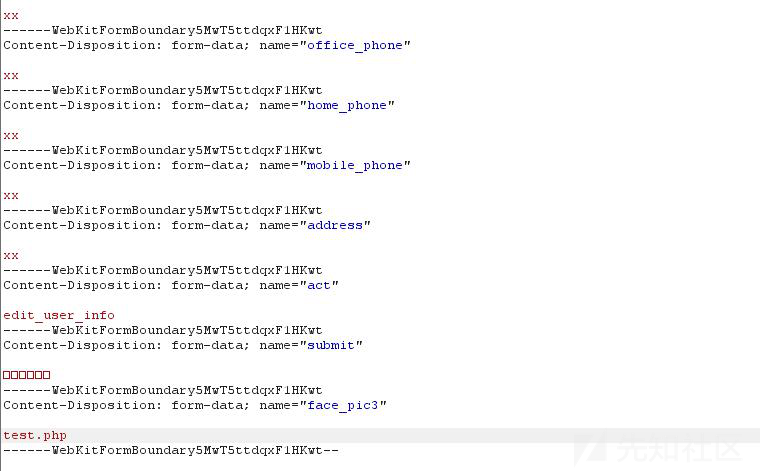 xx
------WebKitFormBoundary5MwT5ttdqxF1HKwt
Content-Disposition: form-data; name="office_phone"
xx
------WebKitFormBoundary5MwT5ttdqxF1HKwt
Content-Disposition: form-data; name="home_phone"
xx
------WebKitFormBoundary5MwT5ttdqxF1HKwt
Content-Disposition: form-data; name="mobile_phone"
xx
------WebKitFormBoundary5MwT5ttdqxF1HKwt
Content-Disposition: form-data; name="address"
xx
------WebKitFormBoundary5MwT5ttdqxF1HKwt
Content-Disposition: form-data; name="act"
edit_user_info
------WebKitFormBoundary5MwT5ttdqxF1HKwt
Content-Disposition: form-data; name="submit"
□□□□□□
------WebKitFormBoundary5MwT5ttdqxF1HKwt
Content-Disposition: form-data; name="face_pic3"
test.php
------WebKitFormBoundary5MwT5ttdqxF1HKwt--
先知社区